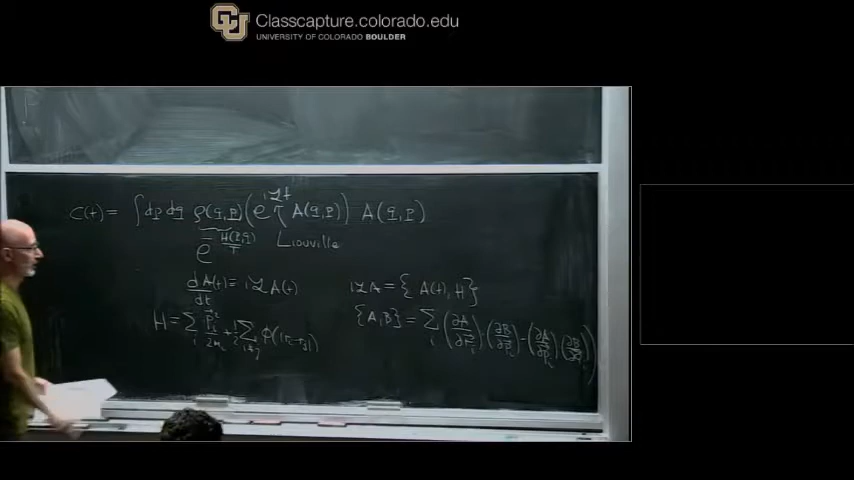 Classcapture.colorado.edu
UNIVERSITY OF COLORADO BOULDER
C(t) = ∫dp dq ρ(q,p)(e^{iℒt} A(q,p)) A(q,p)
e^{-H(p,q)/T} Liouville
dA(t)/dt = iℒA(t)
iℒA = {A(t), H}
H = Σ_i p_i²/2m_i + 1/2 Σ_{i≠j} φ(|r_i-r_j|)
{A,B} = Σ_i (∂A/∂r_i)·(∂B/∂p_i) - (∂A/∂p_i)(∂B/∂r_i)